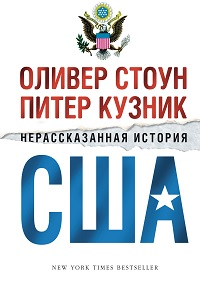 ОЛИВЕР СТОУН
ПИТЕР КУЗНИК
НЕРАССКАЗАННАЯ ИСТОРИЯ
США
NEW YORK TIMES BESTSELLER